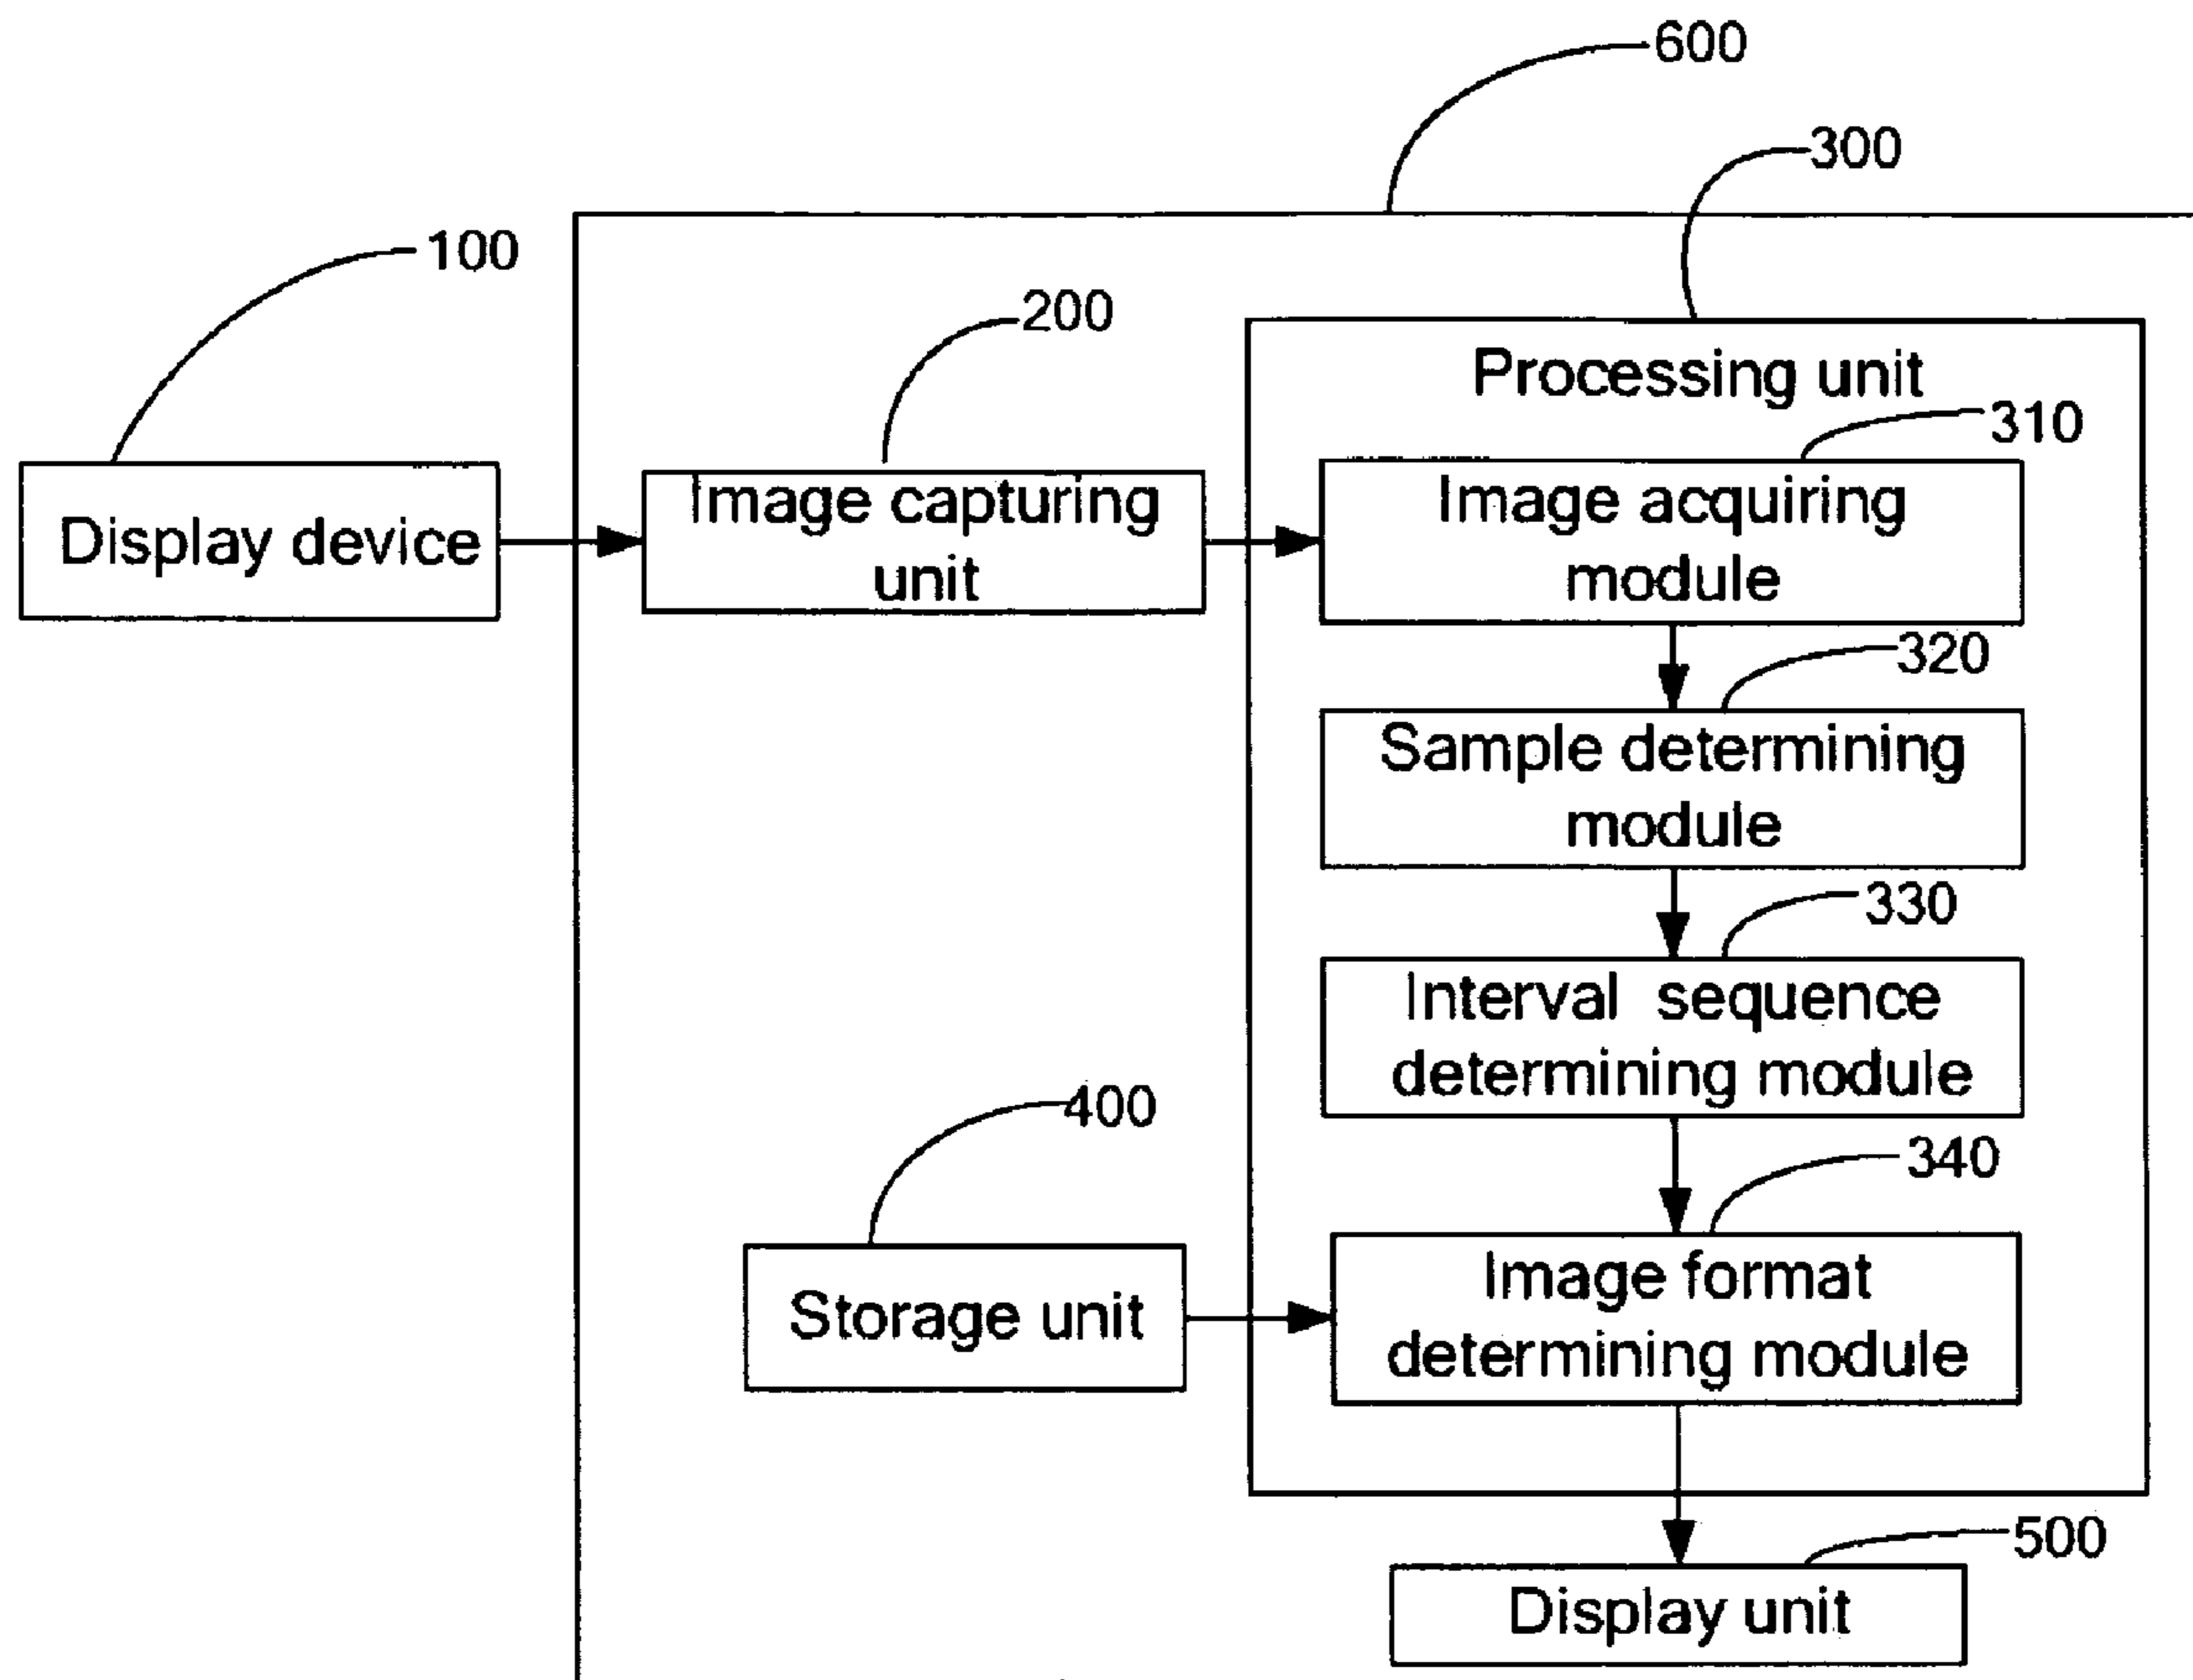 600
300
100
200
Processing unit
310
Display device
Image capturing
unit
Image acquiring
module
320
Sample determining
module
330
Interval sequence
determining module
400
340
Storage unit
Image format
determining module
500
Display unit